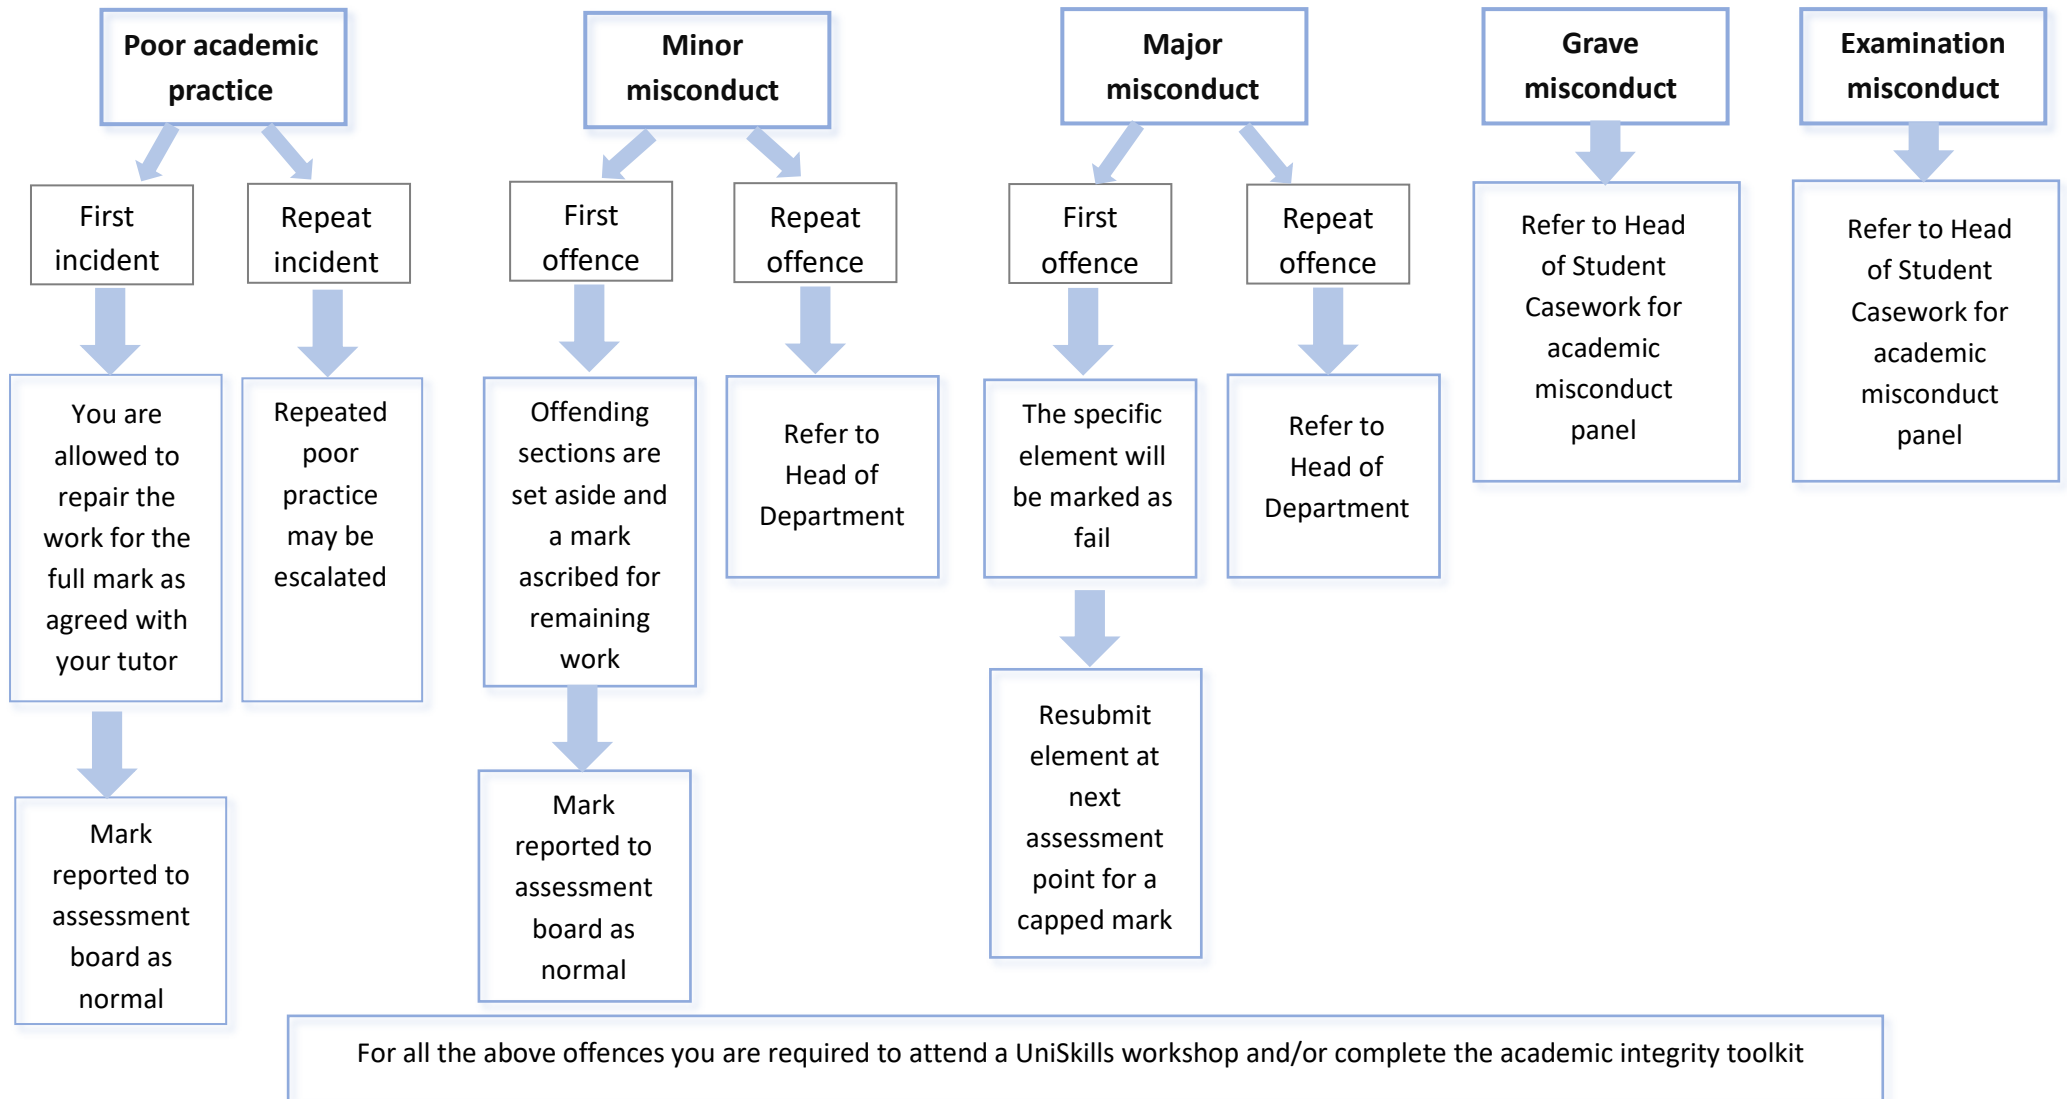 Poor academic
practice
Minor
misconduct
Major
misconduct
Grave
misconduct
Examination
misconduct
First
incident
Repeat
incident
First
offence
Repeat
offence
First
offence
Repeat
offence
Refer to Head
of Student
Casework for
academic
misconduct
panel
Refer to Head
of Student
Casework for
academic
misconduct
panel
You are
allowed to
repair the
work for the
full mark as
agreed with
your tutor
Repeated
poor
practice
may be
escalated
Offending
sections are
set aside and
a mark
ascribed for
remaining
work
Refer to
Head of
Department
The specific
element will
be marked as
fail
Refer to
Head of
Department
Mark
reported to
assessment
board as
normal
Mark
reported to
assessment
board as
normal
Resubmit
element at
next
assessment
point for a
capped mark
For all the above offences you are required to attend a UniSkills workshop and/or complete the academic integrity toolkit